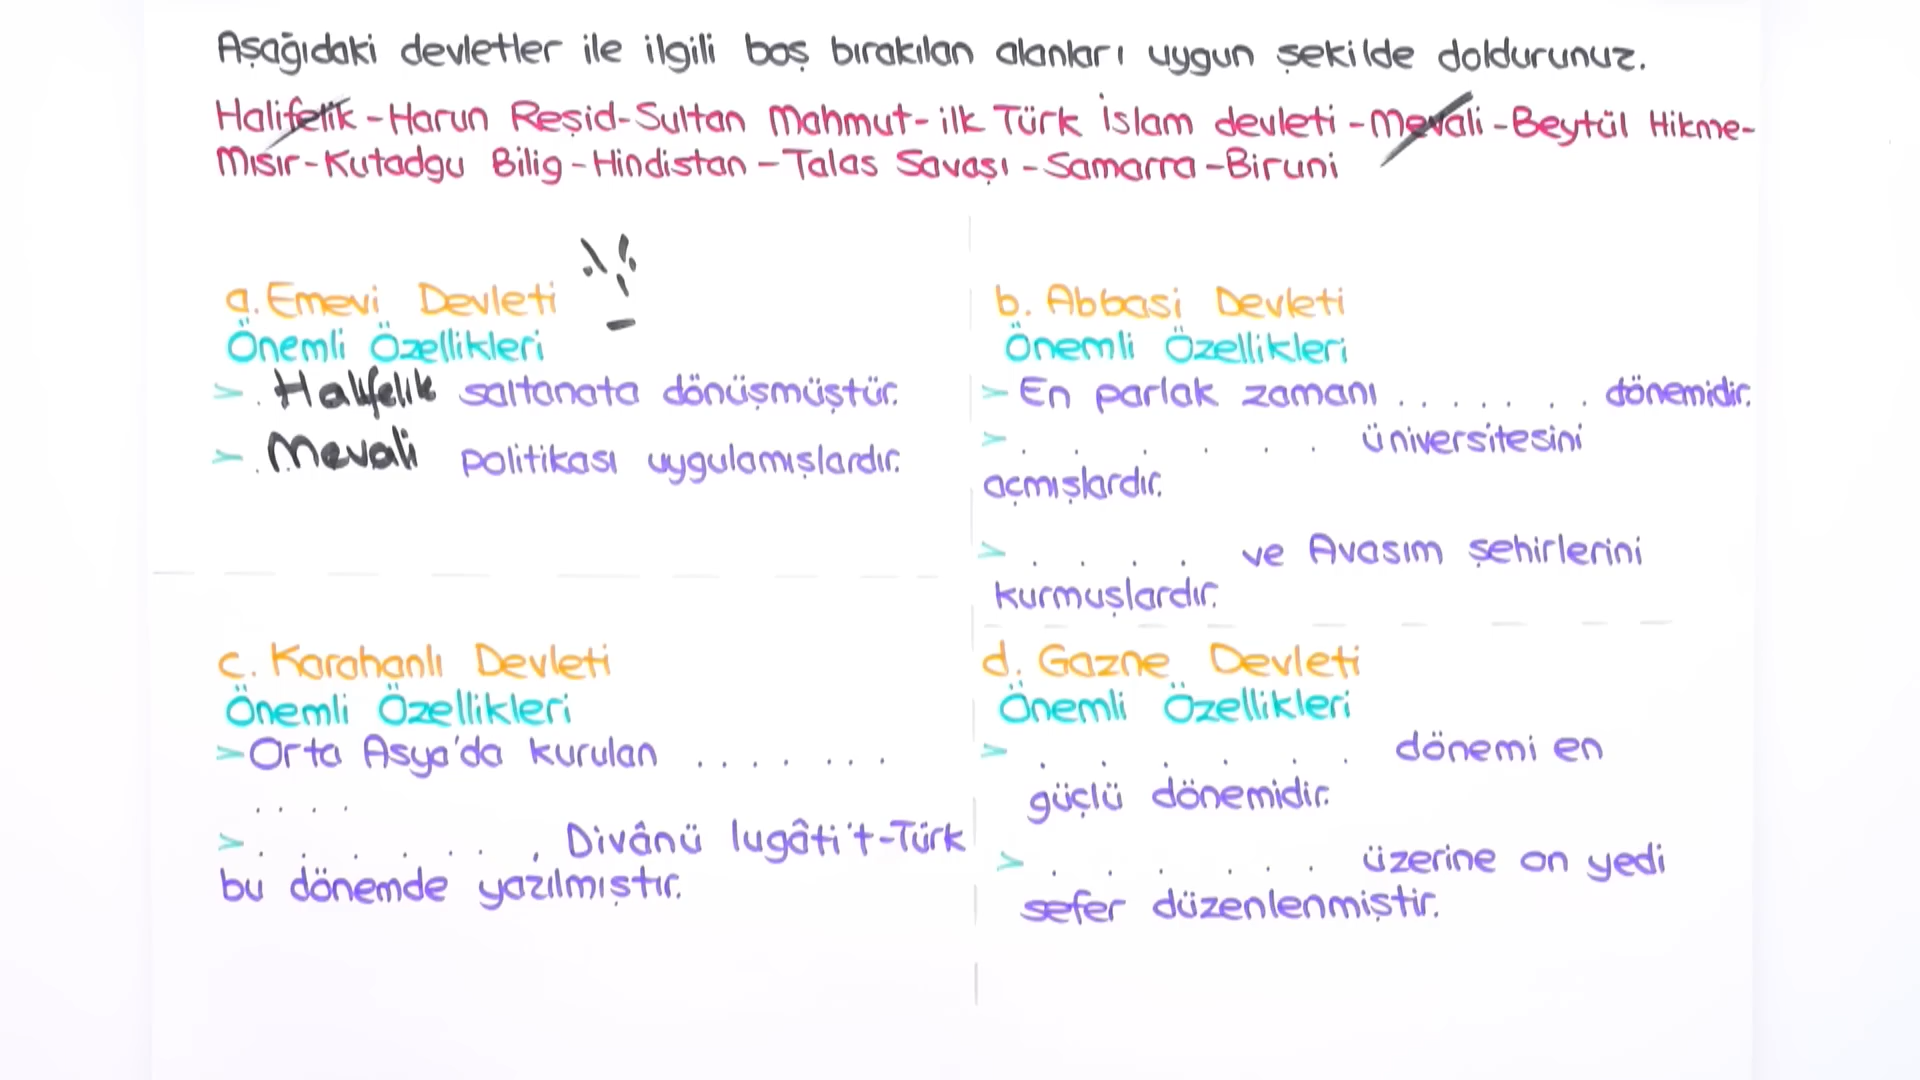 Aşağıdaki devletler ile ilgili boş bırakılan alanları uygun şekilde doldurunuz.
Halifelik - Harun Reşid - Sultan Mahmut - ilk Türk İslam devleti - Mevali - Beytül Hikme -
Mısır - Kutadgu Bilig - Hindistan - Talas Savaşı - Samarra - Biruni
a. Emevi Devleti
Önemli Özellikleri
> . Halifelik saltanata dönüşmüştür.
> . Mevali politikası uygulamışlardır.
b. Abbasi Devleti
Önemli Özellikleri
> En parlak zamanı . . . . . . . dönemidir.
> . . . . . . üniversitesini
açmışlardır.
> . . . . ve Avasım şehirlerini
kurmuşlardır.
c. Karahanlı Devleti
Önemli Özellikleri
> Orta Asya'da kurulan . . . . . . .
. . . .
> . . . . . . , Divânü lugâti't-Türk
bu dönemde yazılmıştır.
d. Gazne Devleti
Önemli Özellikleri
> . . . . . . dönemi en
güçlü dönemidir.
> . . . . . . üzerine on yedi
sefer düzenlenmiştir.